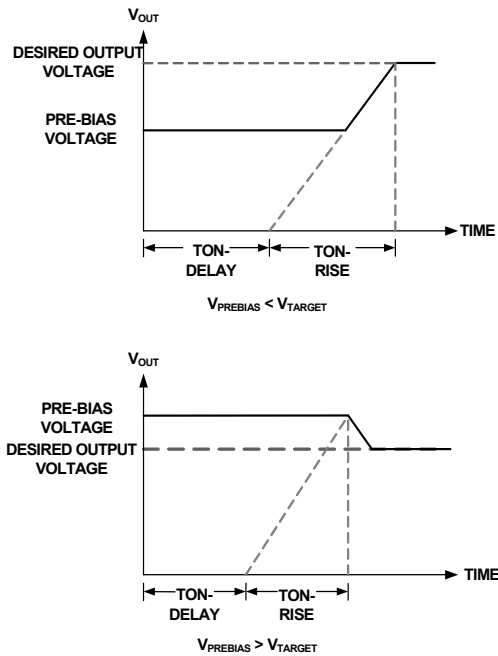 VOUT
DESIRED OUTPUT
VOLTAGE
PRE-BIAS
VOLTAGE
TIME
TON-
DELAY
TON-
RISE
VPREBIAS < VTARGET
VOUT
PRE-BIAS
VOLTAGE
DESIRED OUTPUT
VOLTAGE
TIME
TON-
DELAY
TON-
RISE
VPREBIAS > VTARGET